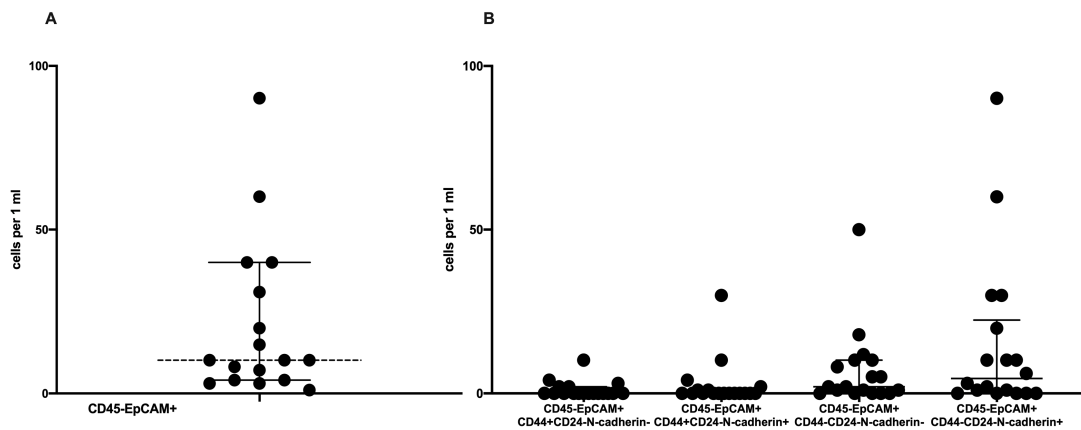 A
100
50
0
cells per 1 ml
CD45-EpCAM+
B
100
50
0
cells per 1 ml
CD45-EpCAM+
CD44+CD24-N-cadherin-
CD45-EpCAM+
CD44+CD24-N-cadherin+
CD45-EpCAM+
CD44-CD24-N-cadherin-
CD45-EpCAM+
CD44-CD24-N-cadherin+